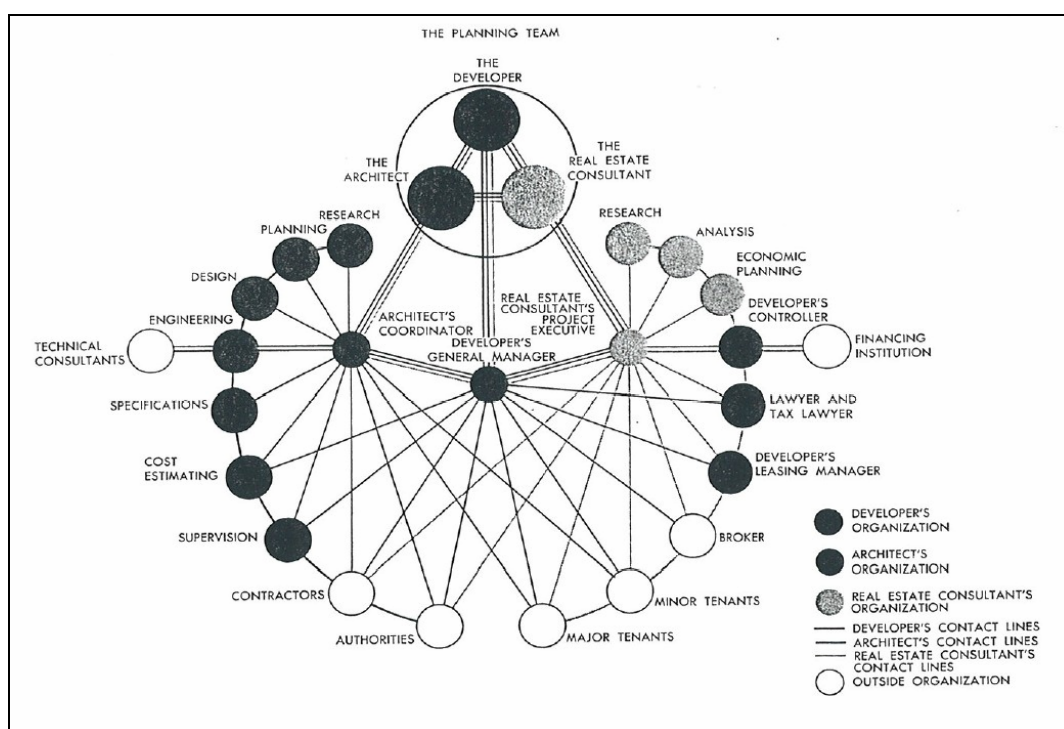 THE PLANNING TEAM
THE
DEVELOPER
THE
ARCHITECT
THE
REAL ESTATE
CONSULTANT
RESEARCH
PLANNING
DESIGN
ENGINEERING
TECHNICAL
CONSULTANTS
SPECIFICATIONS
COST
ESTIMATING
SUPERVISION
CONTRACTORS
AUTHORITIES
ARCHITECT'S
COORDINATOR
DEVELOPER'S
GENERAL MANAGER
REAL ESTATE
CONSULTANT'S
PROJECT
EXECUTIVE
RESEARCH
ANALYSIS
ECONOMIC
PLANNING
DEVELOPER'S
CONTROLLER
FINANCING
INSTITUTION
LAWYER AND
TAX LAWYER
DEVELOPER'S
LEASING MANAGER
BROKER
MINOR TENANTS
MAJOR TENANTS
DEVELOPER'S
ORGANIZATION
ARCHITECT'S
ORGANIZATION
REAL ESTATE CONSULTANT'S
ORGANIZATION
DEVELOPER'S CONTACT LINES
ARCHITECT'S CONTACT LINES
REAL ESTATE CONSULTANT'S
CONTACT LINES
OUTSIDE ORGANIZATION